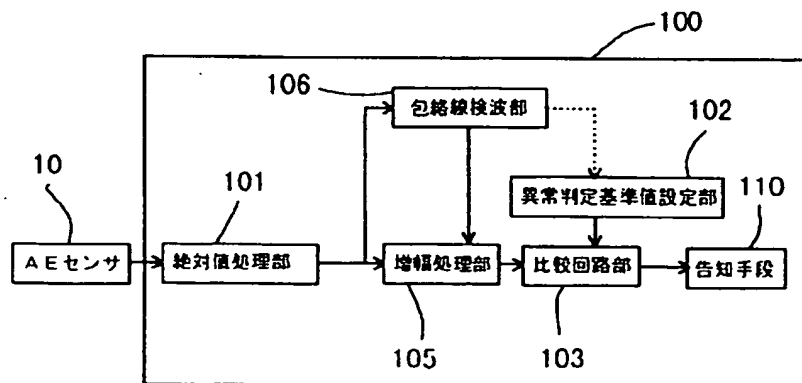 100
106
包絡線検波部
102
10
101
異常判定基準値設定部
110
AEセンサ
絶対値処理部
増幅処理部
比較回路部
告知手段
105
103